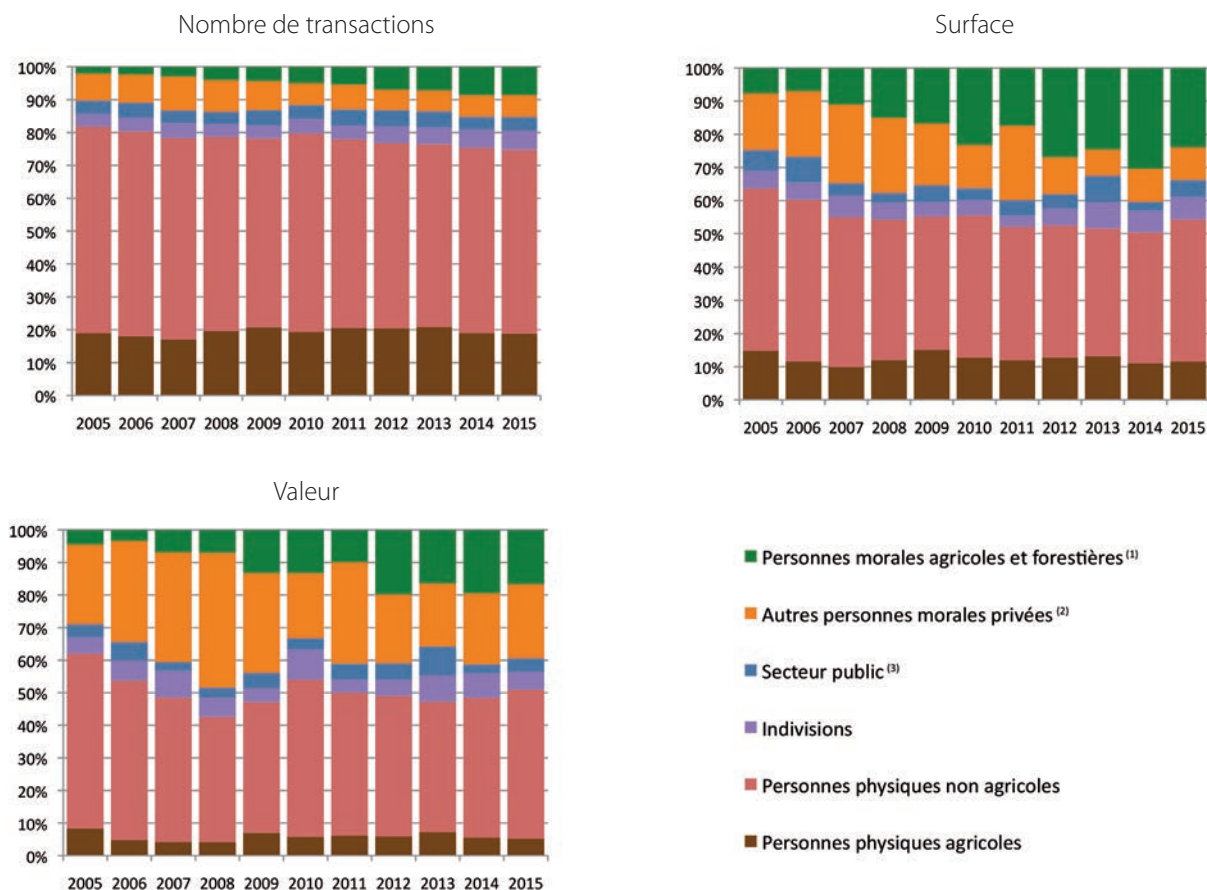 Nombre de transactions
100%
90%
80%
70%
60%
50%
40%
30%
20%
10%
0%
2005 2006 2007 2008 2009 2010 2011 2012 2013 2014 2015
Surface
100%
90%
80%
70%
60%
50%
40%
30%
20%
10%
0%
2005 2006 2007 2008 2009 2010 2011 2012 2013 2014 2015
Valeur
100%
90%
80%
70%
60%
50%
40%
30%
20%
10%
0%
2005 2006 2007 2008 2009 2010 2011 2012 2013 2014 2015
Personnes morales agricoles et forestières (1)
Autres personnes morales privées (2)
Secteur public (3)
Indivisions
Personnes physiques non agricoles
Personnes physiques agricoles